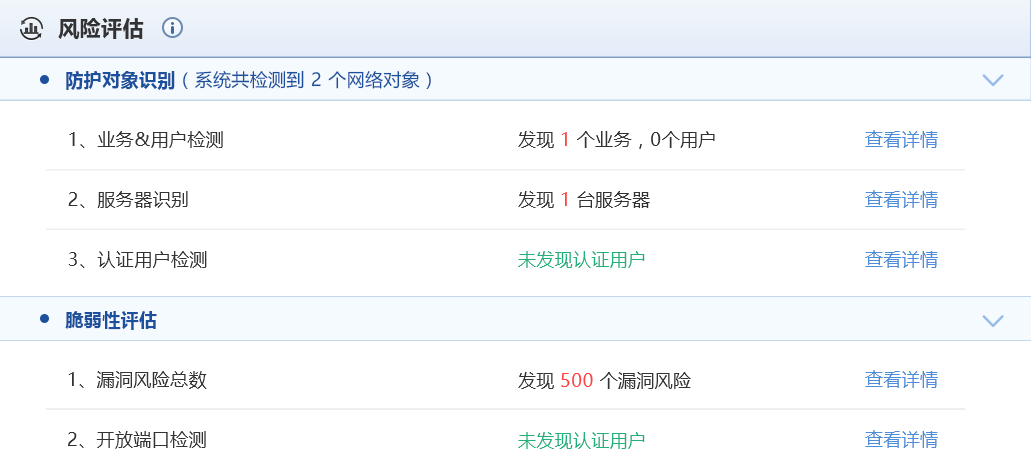 风险评估
防护对象识别（系统共检测到 2 个网络对象）
1、业务&用户检测 发现 1 个业务，0个用户 查看详情
2、服务器识别 发现 1 台服务器 查看详情
3、认证用户检测 未发现认证用户 查看详情
脆弱性评估
1、漏洞风险总数 发现 500 个漏洞风险 查看详情
2、开放端口检测 未发现认证用户 查看详情